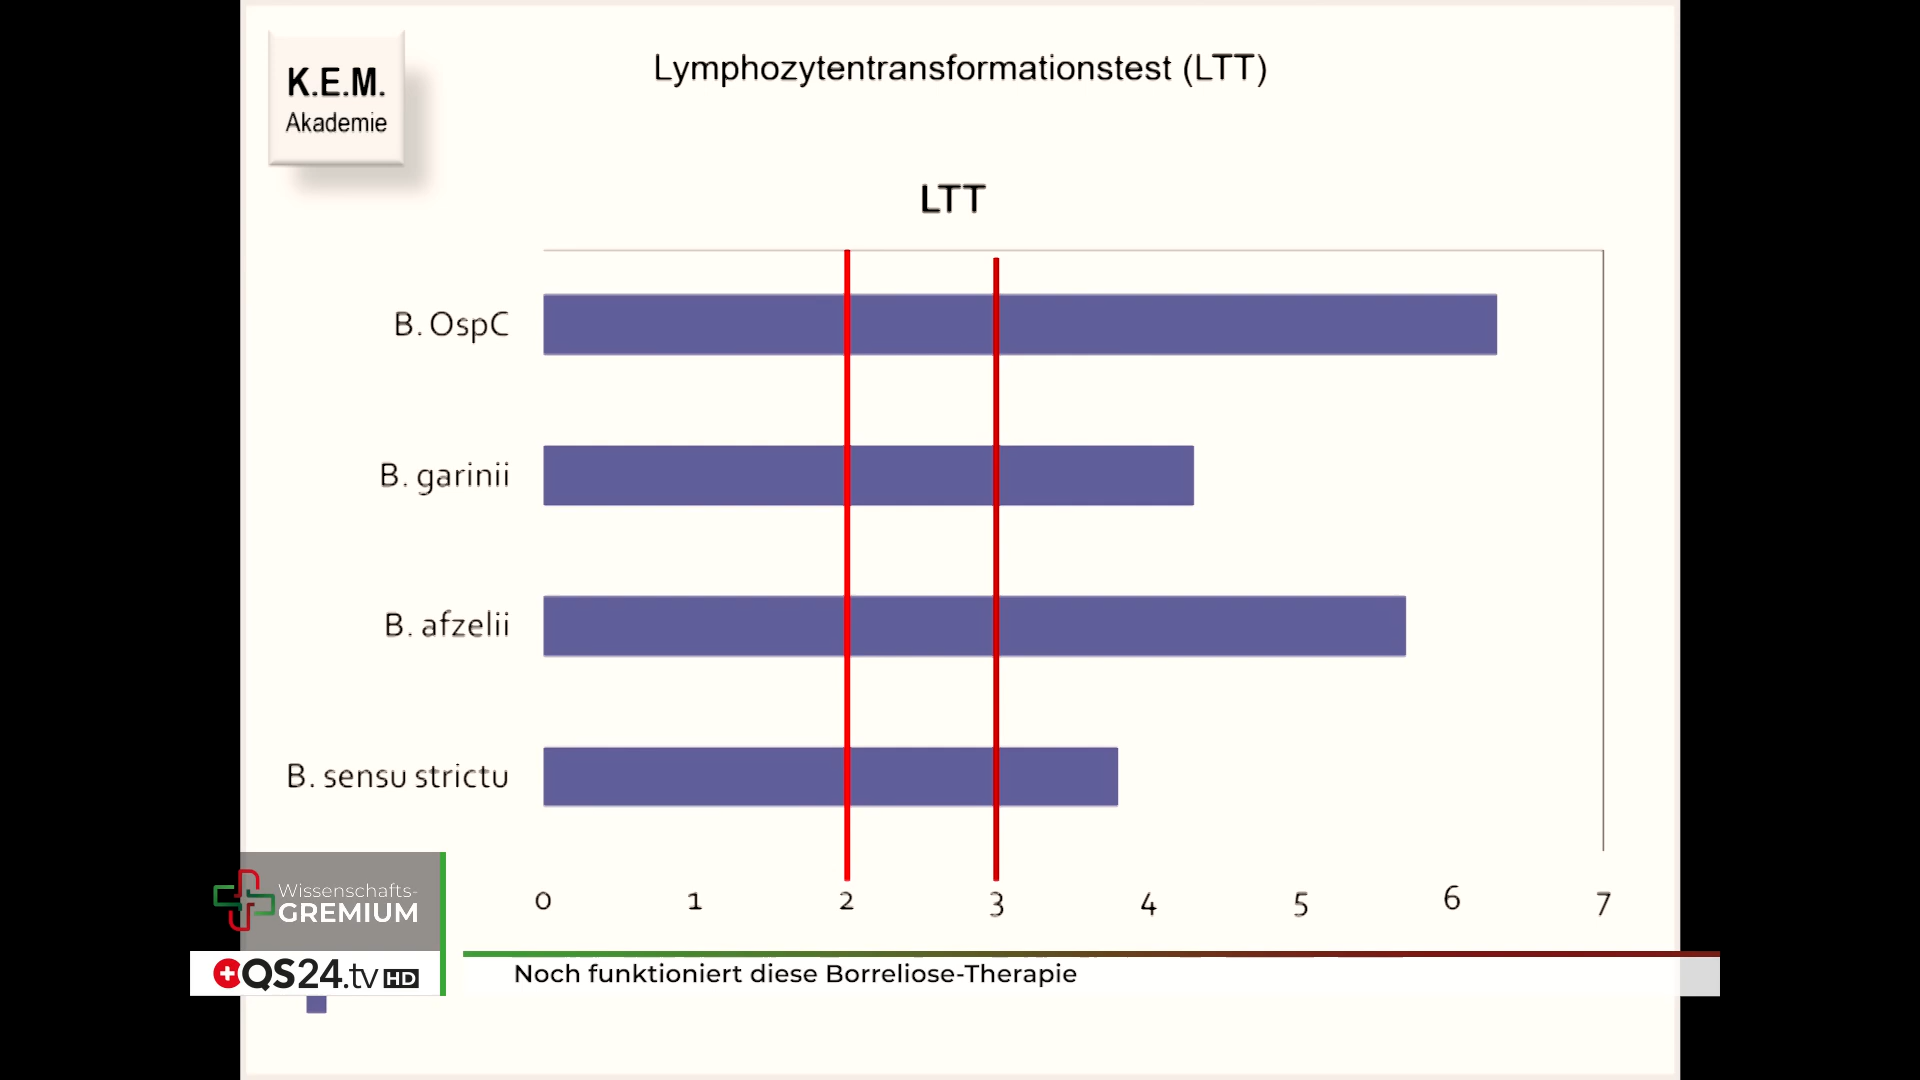 K.E.M.
Akademie
Lymphozytentransformationstest (LTT)
LTT
B. OspC
B. garinii
B. afzelii
B. sensu strictu
0 1 2 3 4 5 6 7
Wissenschafts-
GREMIUM
QS24.tv HD
Noch funktioniert diese Borreliose-Therapie